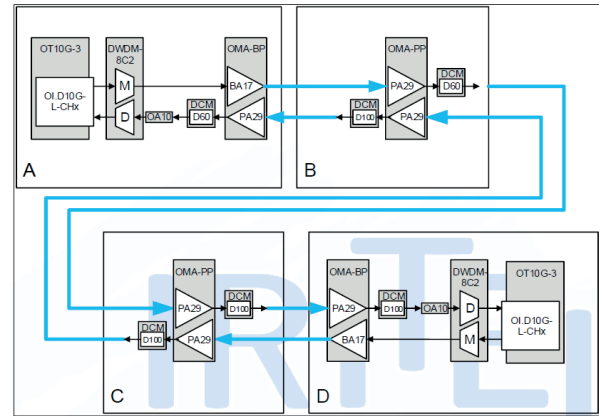 OT10G-3
DWDM-
8C2
OMA-BP
OI.D10G-
L-CHx
M
D
OA10
DCM
D60
BA17
PA29
A
OMA-PP
PA29
DCM
D60
DCM
D100
PA29
B
OMA-PP
PA29
DCM
D100
DCM
D100
PA29
C
OMA-BP
PA29
DCM
D100
OA10
BA17
DWDM-
8C2
D
M
OT10G-3
OI.D10G-
L-CHx
D
IRITEL